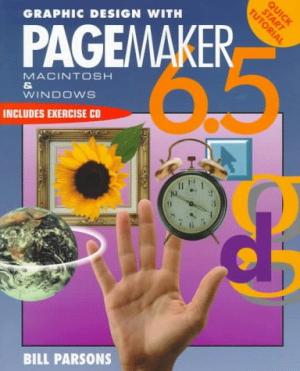 GRAPHIC DESIGN WITH
PAGEMAKER
MACINTOSH
&
WINDOWS
6.5
QUICK
START
TUTORIAL
INCLUDES EXERCISE CD
g
d
g
BILL PARSONS